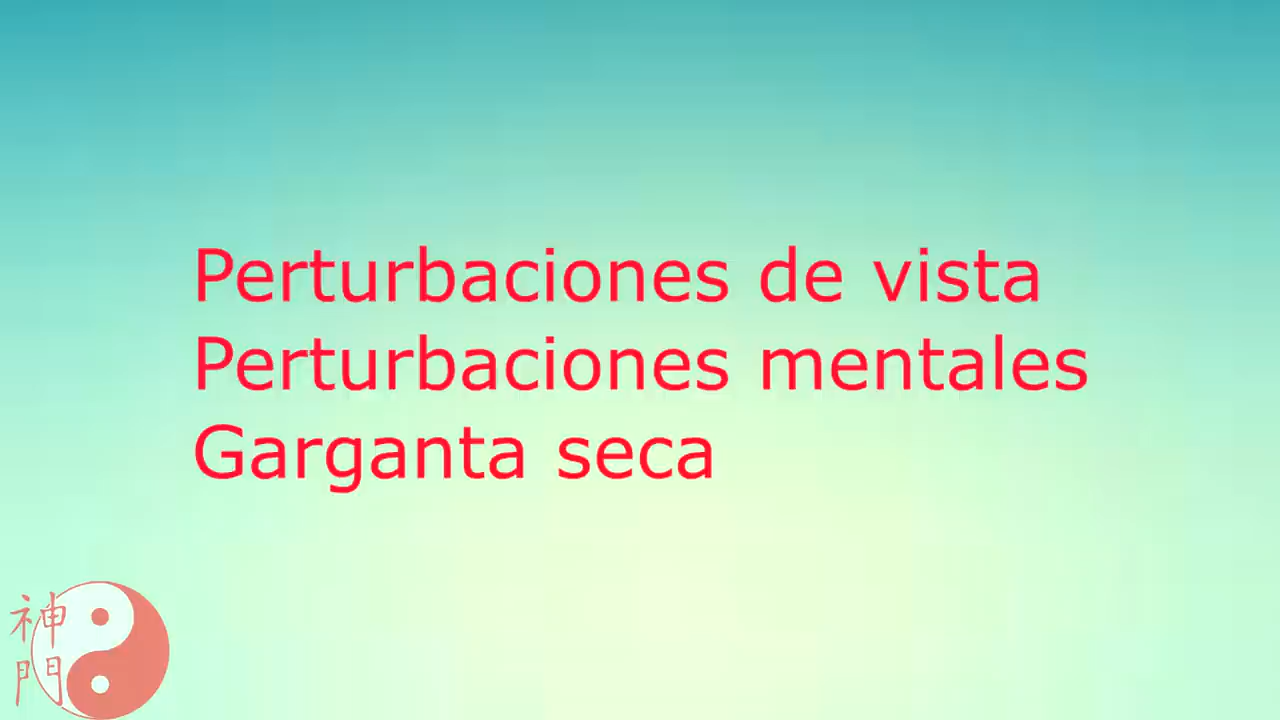 Perturbaciones de vista
Perturbaciones mentales
Garganta seca
神
門